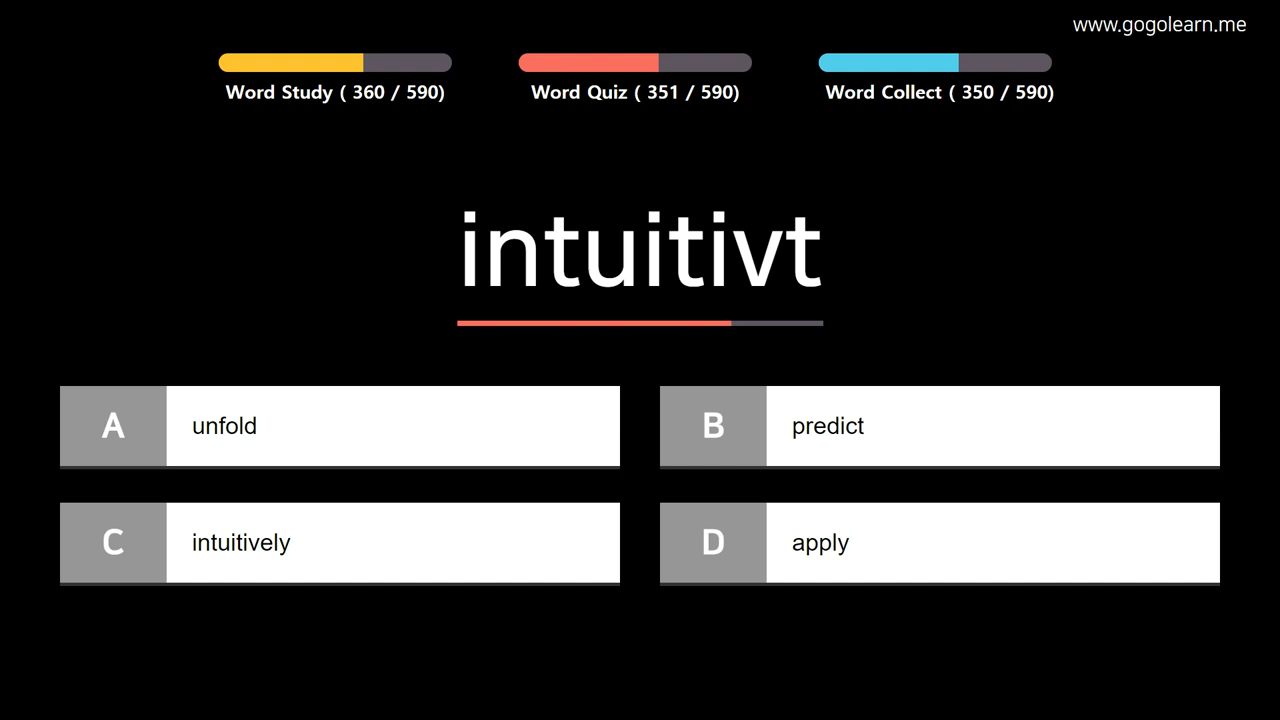 www.gogolearn.me
Word Study ( 360 / 590)
Word Quiz ( 351 / 590)
Word Collect ( 350 / 590)
intuitivt
A unfold
B predict
C intuitively
D apply